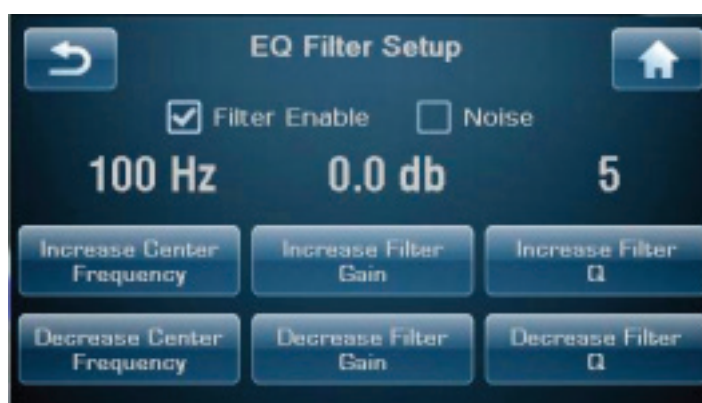 EQ Filter Setup
Filter Enable Noise
100 Hz 0.0 db 5
Increase Center Increase Filter Increase Filter
Frequency Gain Q
Decrease Center Decrease Filter Decrease Filter
Frequency Gain Q